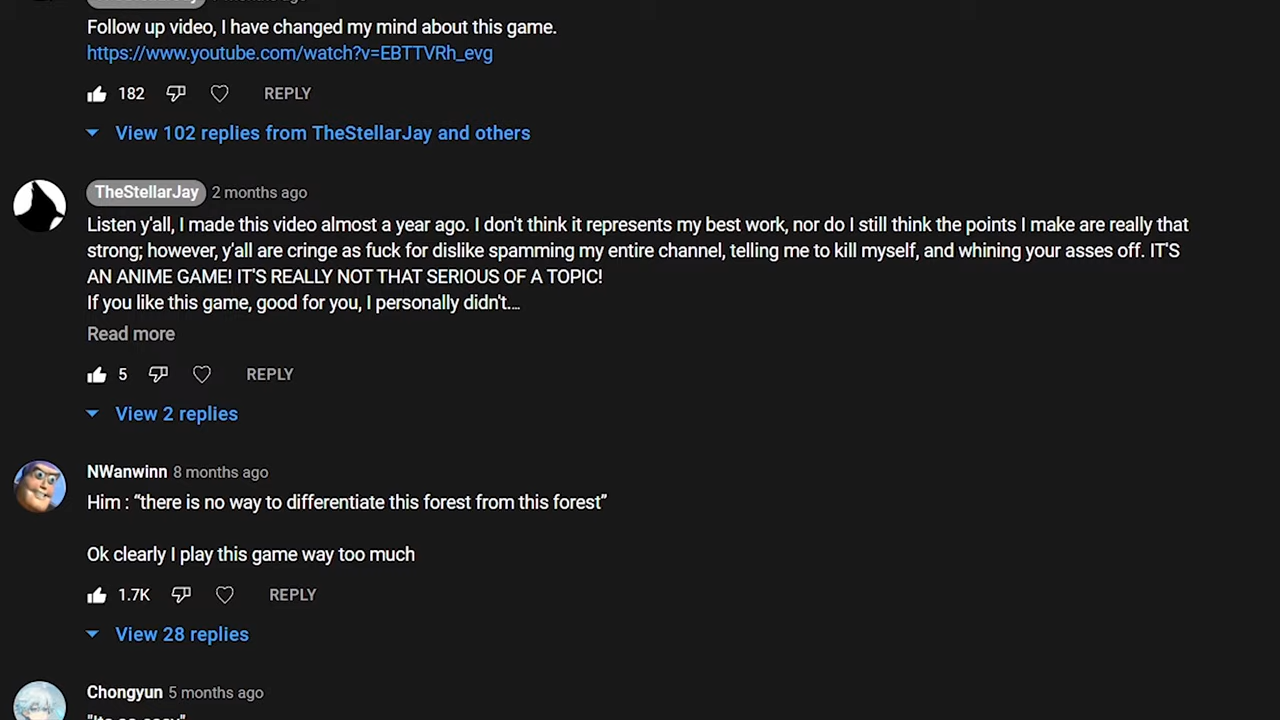 Follow up video, I have changed my mind about this game.
https://www.youtube.com/watch?v=EBTTVRh_evg
182 REPLY
View 102 replies from TheStellarJay and others
TheStellarJay 2 months ago
Listen y'all, I made this video almost a year ago. I don't think it represents my best work, nor do I still think the points I make are really that
strong; however, y'all are cringe as fuck for dislike spamming my entire channel, telling me to kill myself, and whining your asses off. IT'S
AN ANIME GAME! IT'S REALLY NOT THAT SERIOUS OF A TOPIC!
If you like this game, good for you, I personally didn't...
Read more
5 REPLY
View 2 replies
NWanwinn 8 months ago
Him : “there is no way to differentiate this forest from this forest”
Ok clearly I play this game way too much
1.7K REPLY
View 28 replies
Chongyun 5 months ago
"Its so easy"